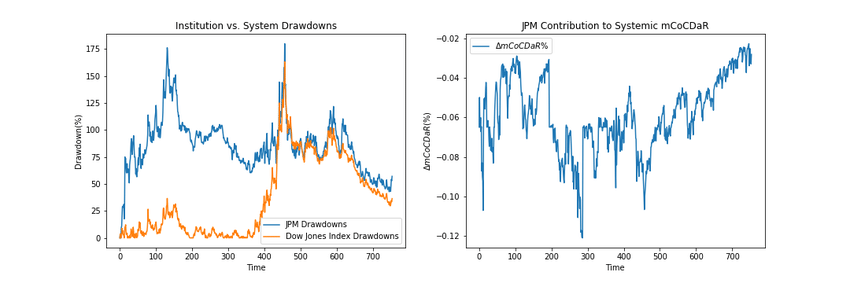 Institution vs. System Drawdowns
Drawdown(%)
175
150
125
100
75
50
25
0
JPM Drawdowns
Dow Jones Index Drawdowns
0 100 200 300 400 500 600 700
Time
JPM Contribution to Systemic mCoCDaR
ΔmCoCDaR(%)
−0.02
−0.04
−0.06
−0.08
−0.10
−0.12
ΔmCoCDaR%
0 100 200 300 400 500 600 700
Time